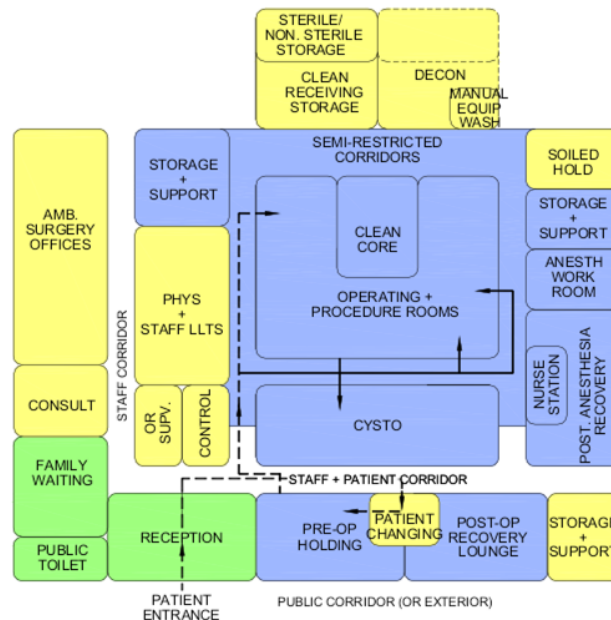 STERILE/
NON. STERILE
STORAGE
CLEAN
RECEIVING
STORAGE
DECON
MANUAL
EQUIP
WASH
SEMI-RESTRICTED
CORRIDORS
STORAGE
+
SUPPORT
SOILED
HOLD
AMB.
SURGERY
OFFICES
CLEAN
CORE
STORAGE
+
SUPPORT
ANESTH
WORK
ROOM
PHYS
+
STAFF LLTS
OPERATING +
PROCEDURE ROOMS
STAFF CORRIDOR
NURSE
STATION
POST. ANESTHESIA
RECOVERY
CONSULT
OR
SUPV.
CONTROL
CYSTO
FAMILY
WAITING
STAFF + PATIENT CORRIDOR
RECEPTION
PRE-OP
HOLDING
PATIENT
CHANGING
POST-OP
RECOVERY
LOUNGE
STORAGE
+
SUPPORT
PUBLIC
TOILET
PATIENT
ENTRANCE
PUBLIC CORRIDOR (OR EXTERIOR)